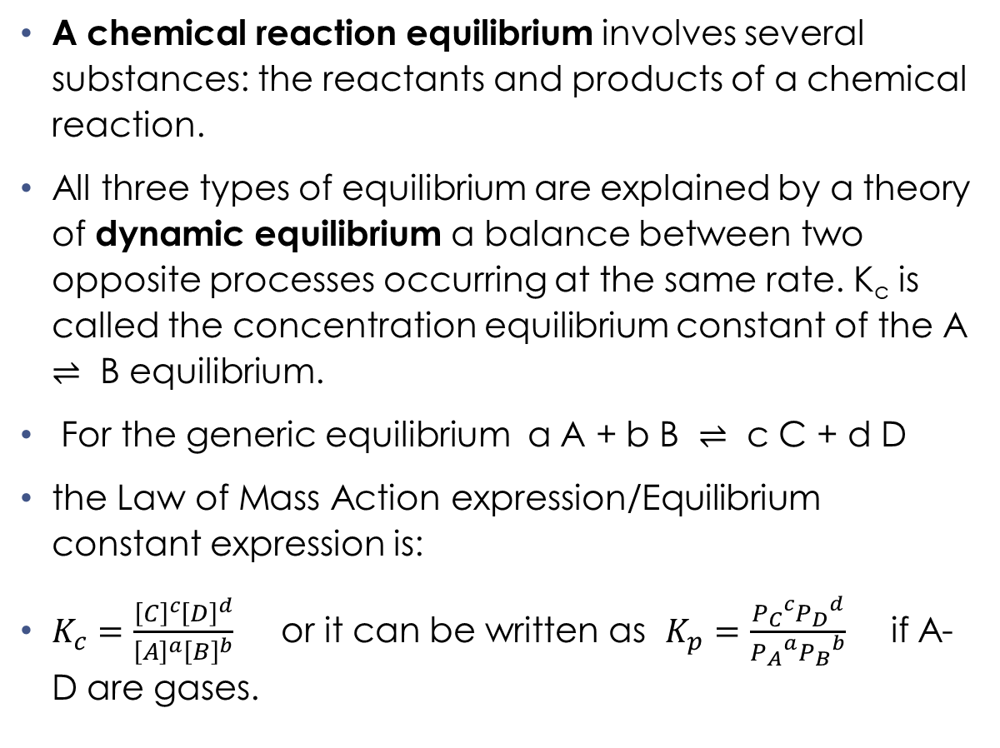 • A chemical reaction equilibrium involves several
substances: the reactants and products of a chemical
reaction.
• All three types of equilibrium are explained by a theory
of dynamic equilibrium a balance between two
opposite processes occurring at the same rate. K_c is
called the concentration equilibrium constant of the A
⇌ B equilibrium.
• For the generic equilibrium a A + b B ⇌ c C + d D
• the Law of Mass Action expression/Equilibrium
constant expression is:
• K_c = [C]^c[D]^d / [A]^a[B]^b or it can be written as K_p = P_C^c P_D^d / P_A^a P_B^b if A-
D are gases.